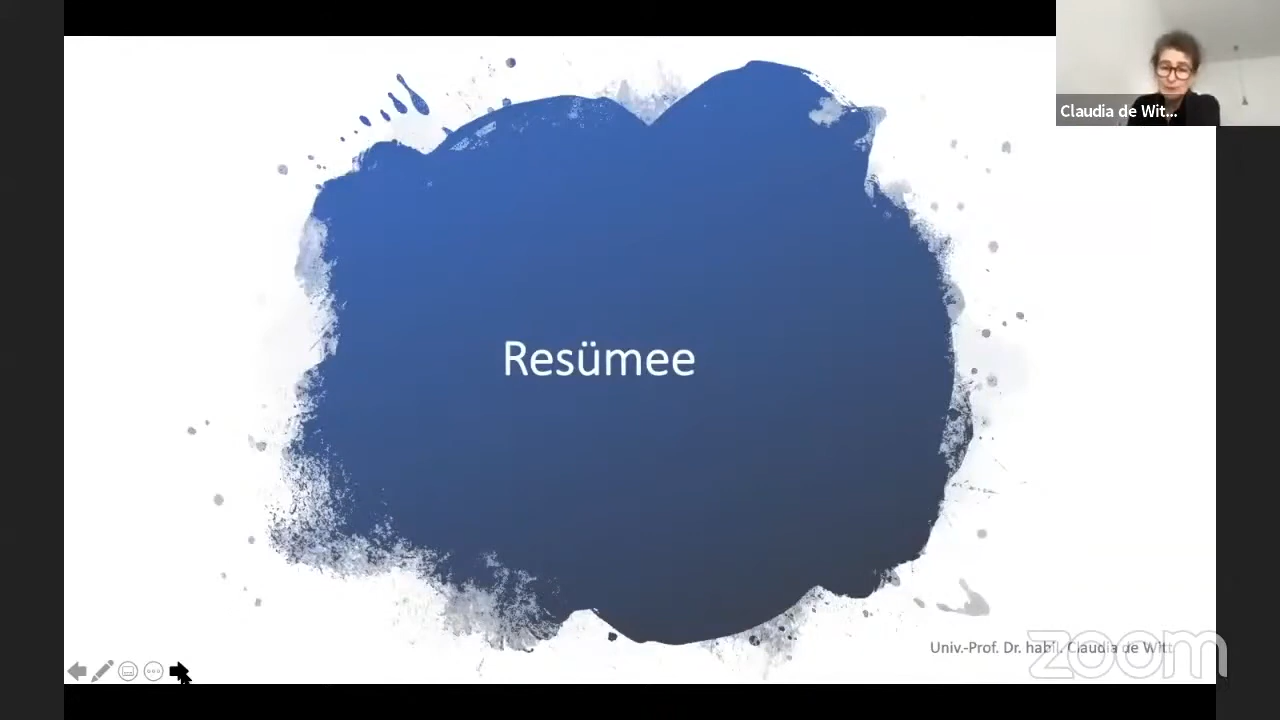 Claudia de Wit...
Resümee
Univ.-Prof. Dr. habil. Claudia de Witt
zoom